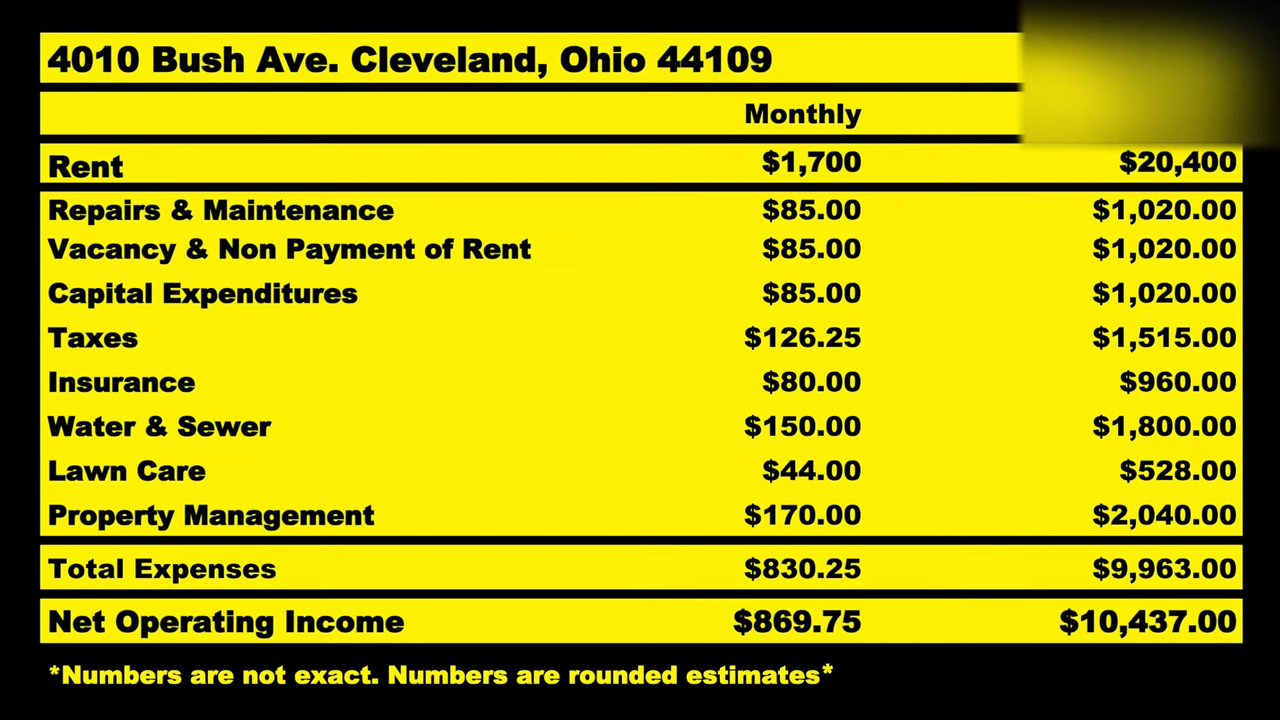 4010 Bush Ave. Cleveland, Ohio 44109
Monthly
Rent $1,700 $20,400
Repairs & Maintenance $85.00 $1,020.00
Vacancy & Non Payment of Rent $85.00 $1,020.00
Capital Expenditures $85.00 $1,020.00
Taxes $126.25 $1,515.00
Insurance $80.00 $960.00
Water & Sewer $150.00 $1,800.00
Lawn Care $44.00 $528.00
Property Management $170.00 $2,040.00
Total Expenses $830.25 $9,963.00
Net Operating Income $869.75 $10,437.00
*Numbers are not exact. Numbers are rounded estimates*